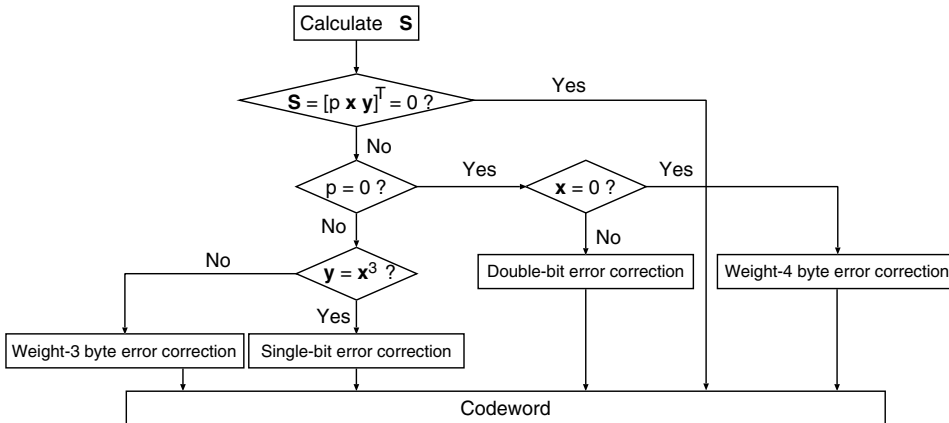 Calculate S
S = [p x y]ᵀ = 0 ?
Yes
No
p = 0 ?
Yes
x = 0 ?
Yes
No
No
y = x³ ?
No
Yes
Double-bit error correction
Weight-4 byte error correction
Weight-3 byte error correction
Single-bit error correction
Codeword